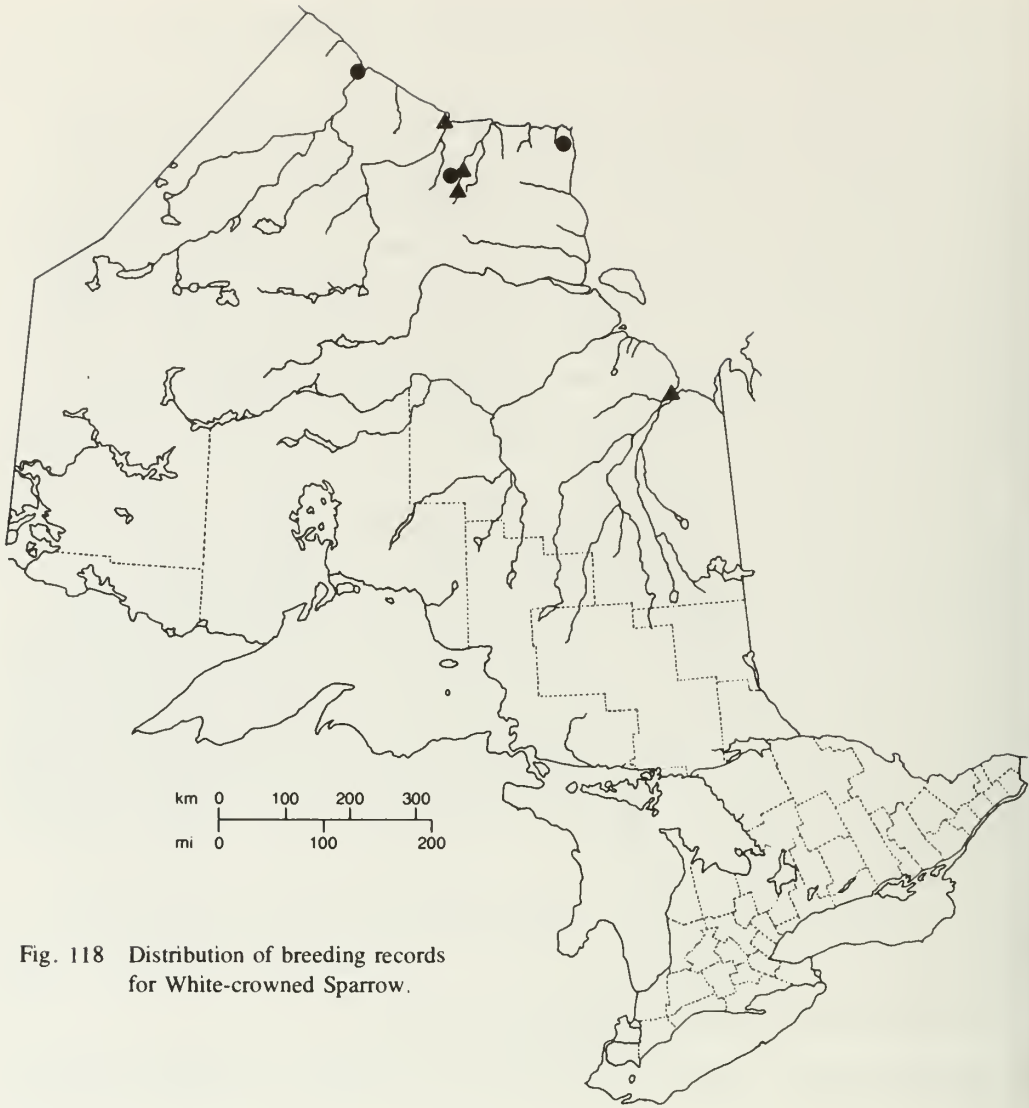 km 0 100 200 300
mi 0 100 200
Fig. 118 Distribution of breeding records
for White-crowned Sparrow.